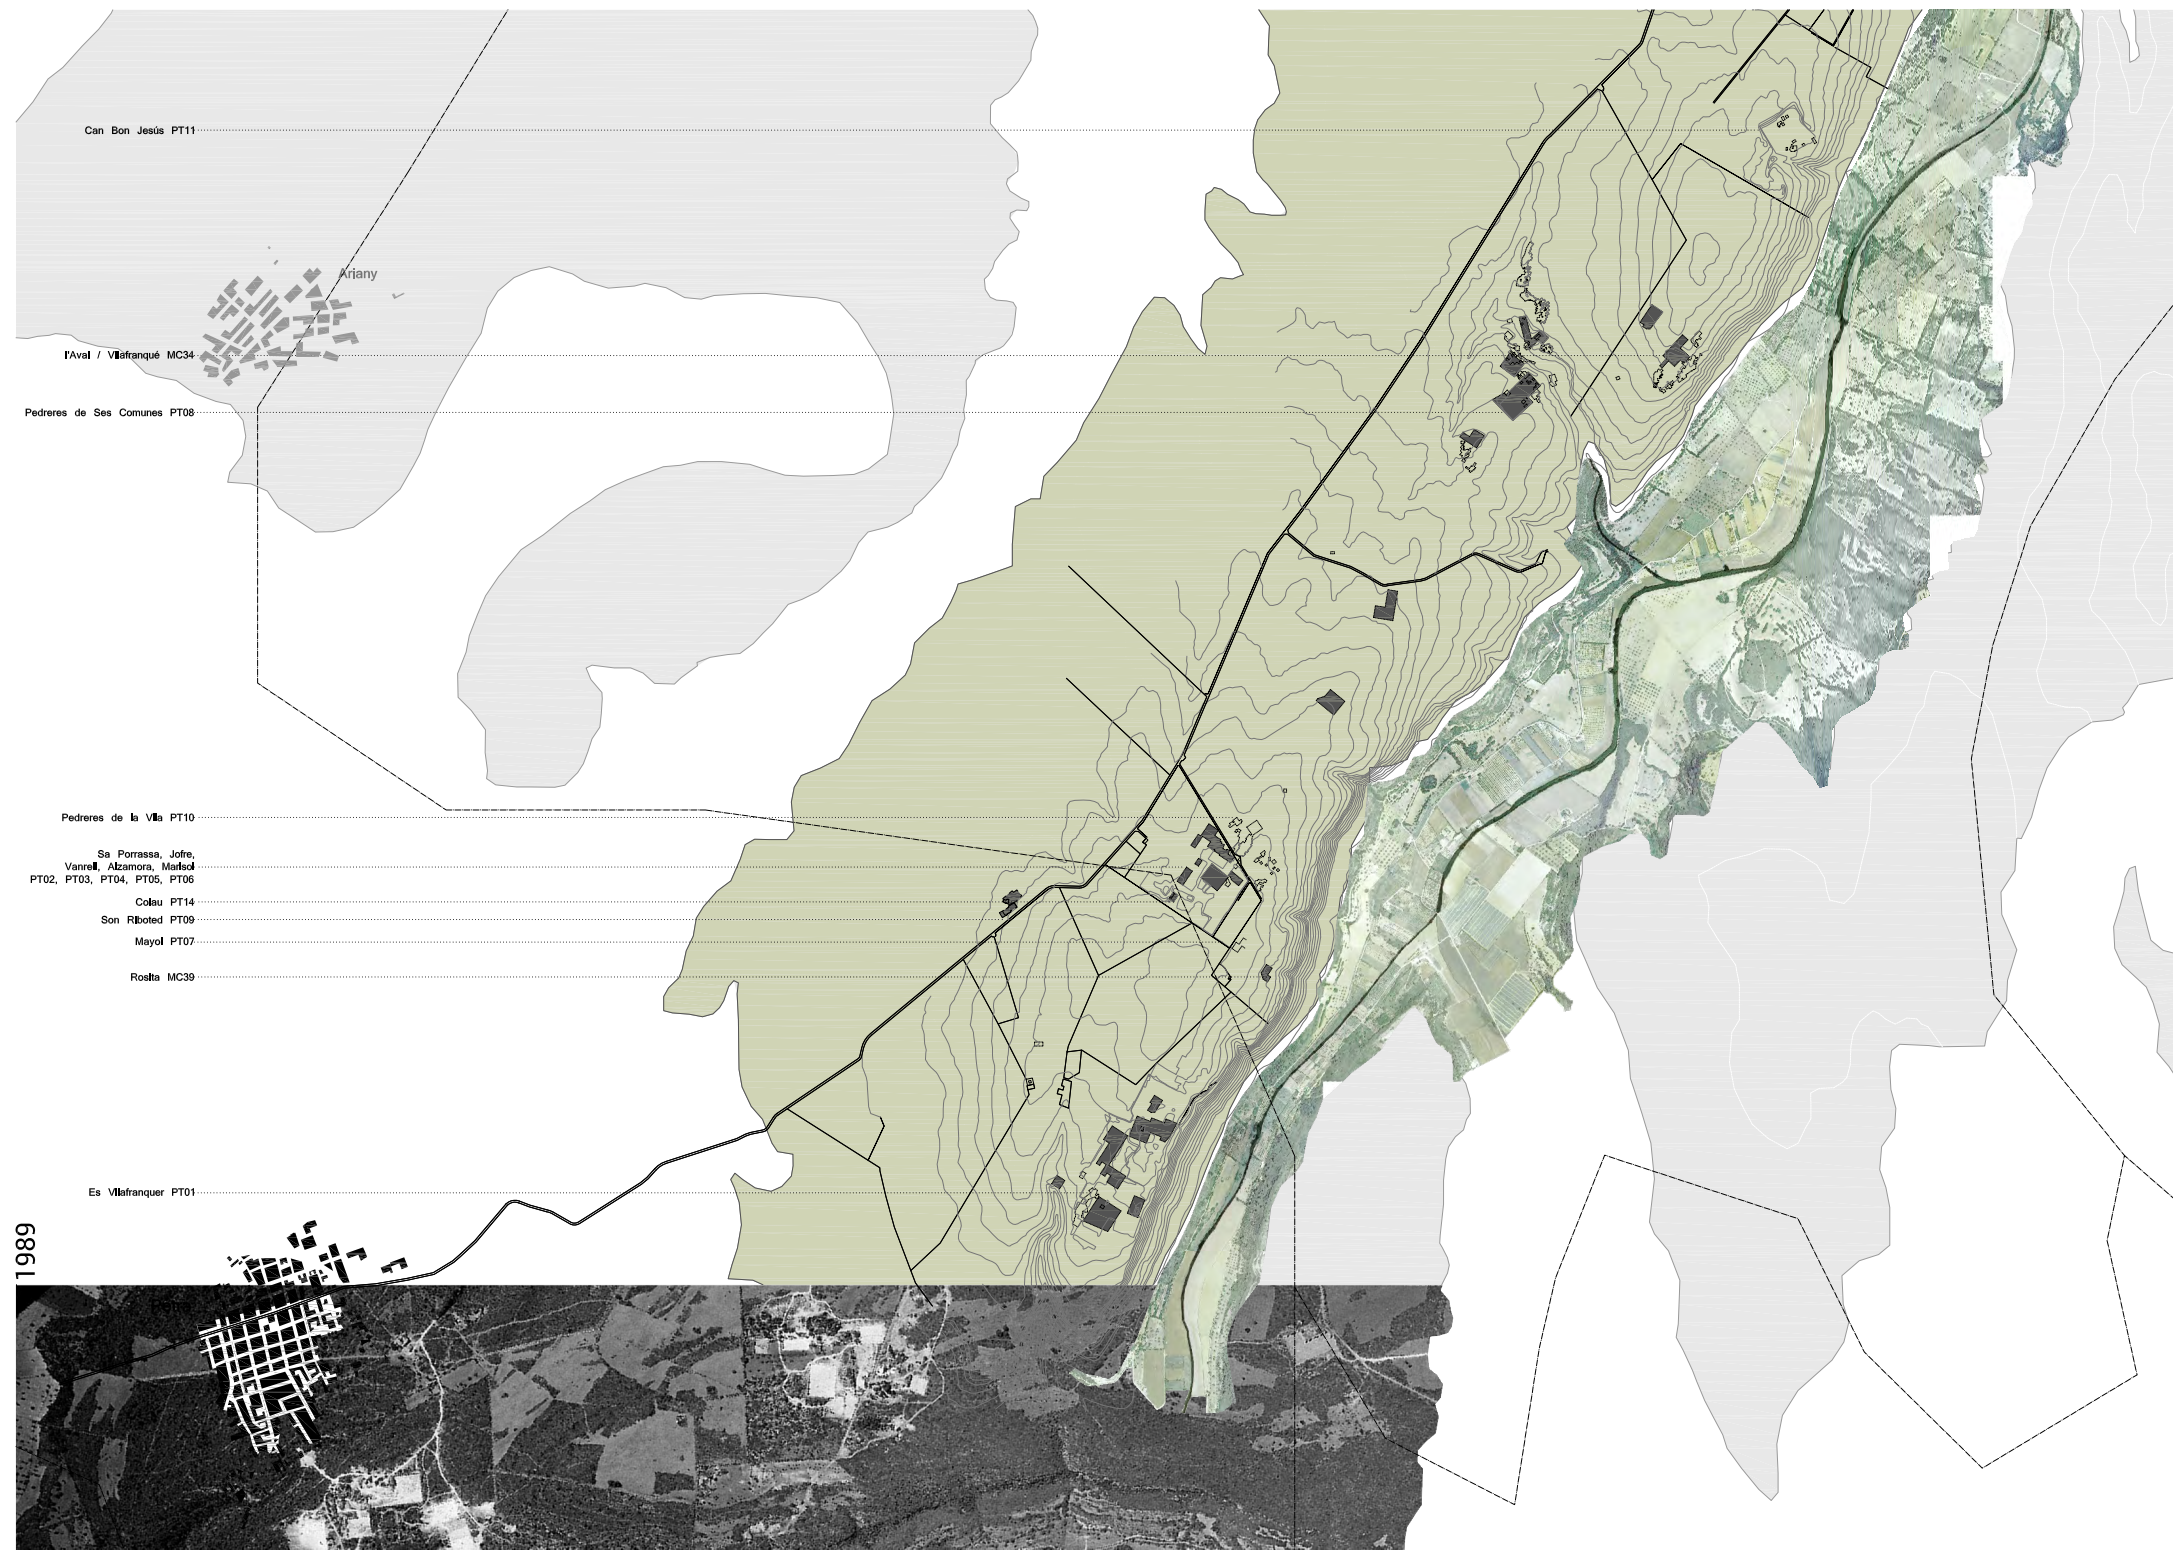 Can Bon Jesús PT11
Ariany
l'Aval / Vilafranqué MC34
Pedreres de Ses Comunes PT08
Pedreres de la Vila PT10
Sa Porrassa, Jofre,
Vanrell, Alzamora, Marisol
PT02, PT03, PT04, PT05, PT06
Colau PT14
Son Riboted PT09
Mayol PT07
Rosita MC39
Es Vilafranquer PT01
1989